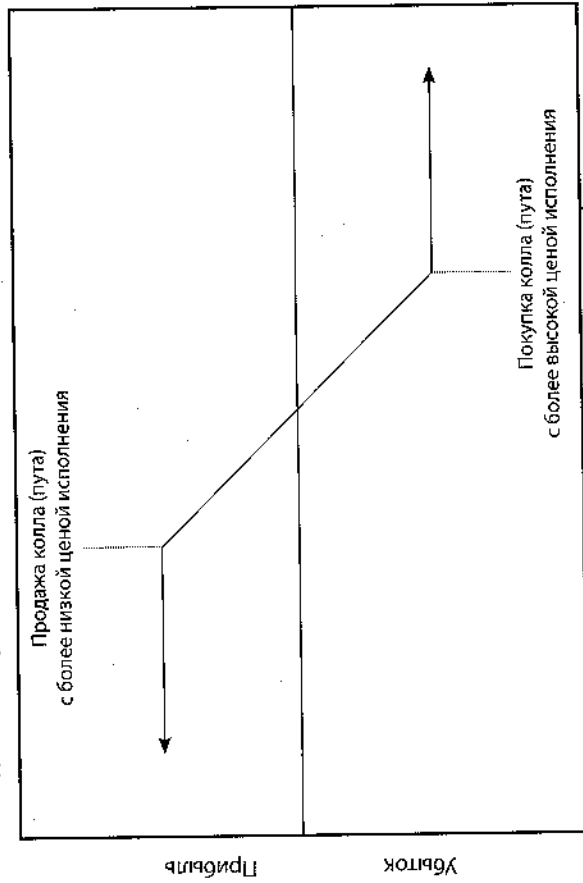 Продажа колла (пута)
с более низкой ценой исполнения
Прибыль
Убыток
Покупка колла (пута)
с более высокой ценой исполнения